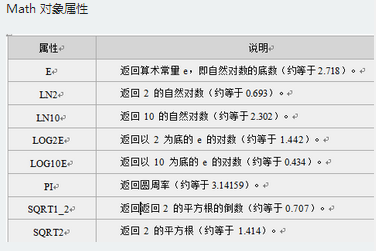 Math 对象属性
属性 说明
E 返回算术常量 e，即自然对数的底数（约等于 2.718）。
LN2 返回 2 的自然对数（约等于 0.693）。
LN10 返回 10 的自然对数（约等于 2.302）。
LOG2E 返回以 2 为底的 e 的对数（约等于 1.442）。
LOG10E 返回以 10 为底的 e 的对数（约等于 0.434）。
PI 返回圆周率（约等于 3.14159）。
SQRT1_2 返回返回 2 的平方根的倒数（约等于 0.707）。
SQRT2 返回 2 的平方根（约等于 1.414）。